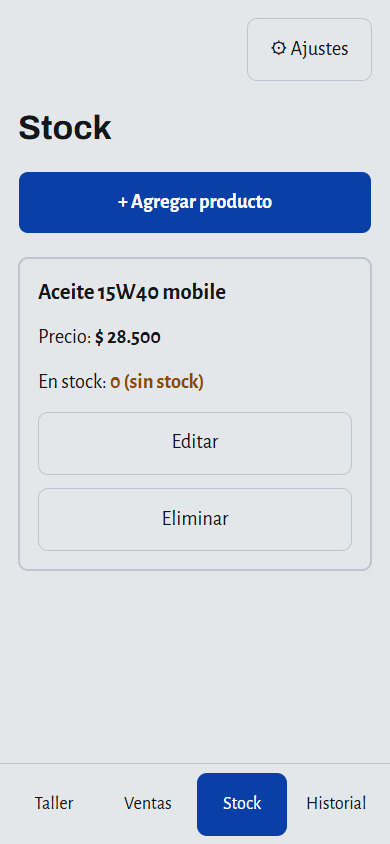 ⚙ Ajustes
Stock
+ Agregar producto
Aceite 15W40 mobile
Precio: $ 28.500
En stock: 0 (sin stock)
Editar
Eliminar
Taller Ventas Stock Historial